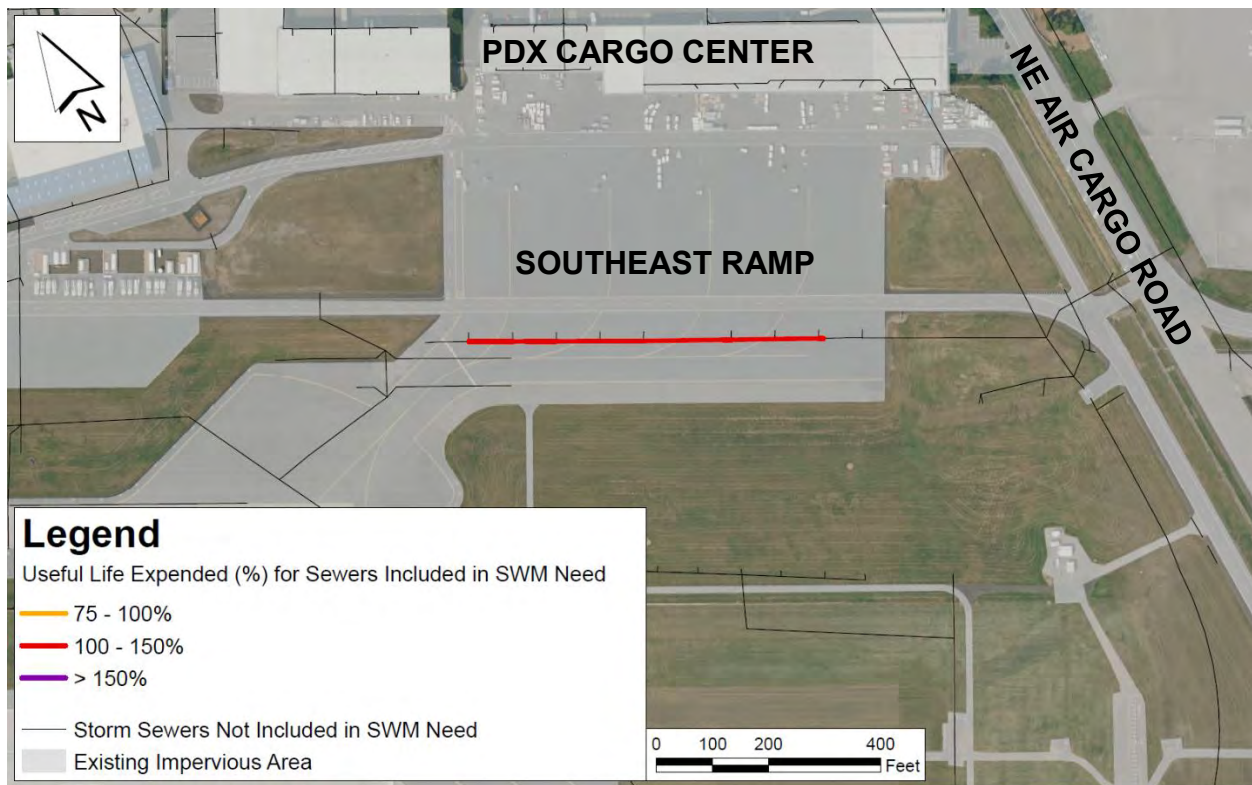 N
PDX CARGO CENTER
NE AIR CARGO ROAD
SOUTHEAST RAMP
Legend
Useful Life Expended (%) for Sewers Included in SWM Need
75 - 100%
100 - 150%
> 150%
Storm Sewers Not Included in SWM Need
Existing Impervious Area
0 100 200 400
Feet